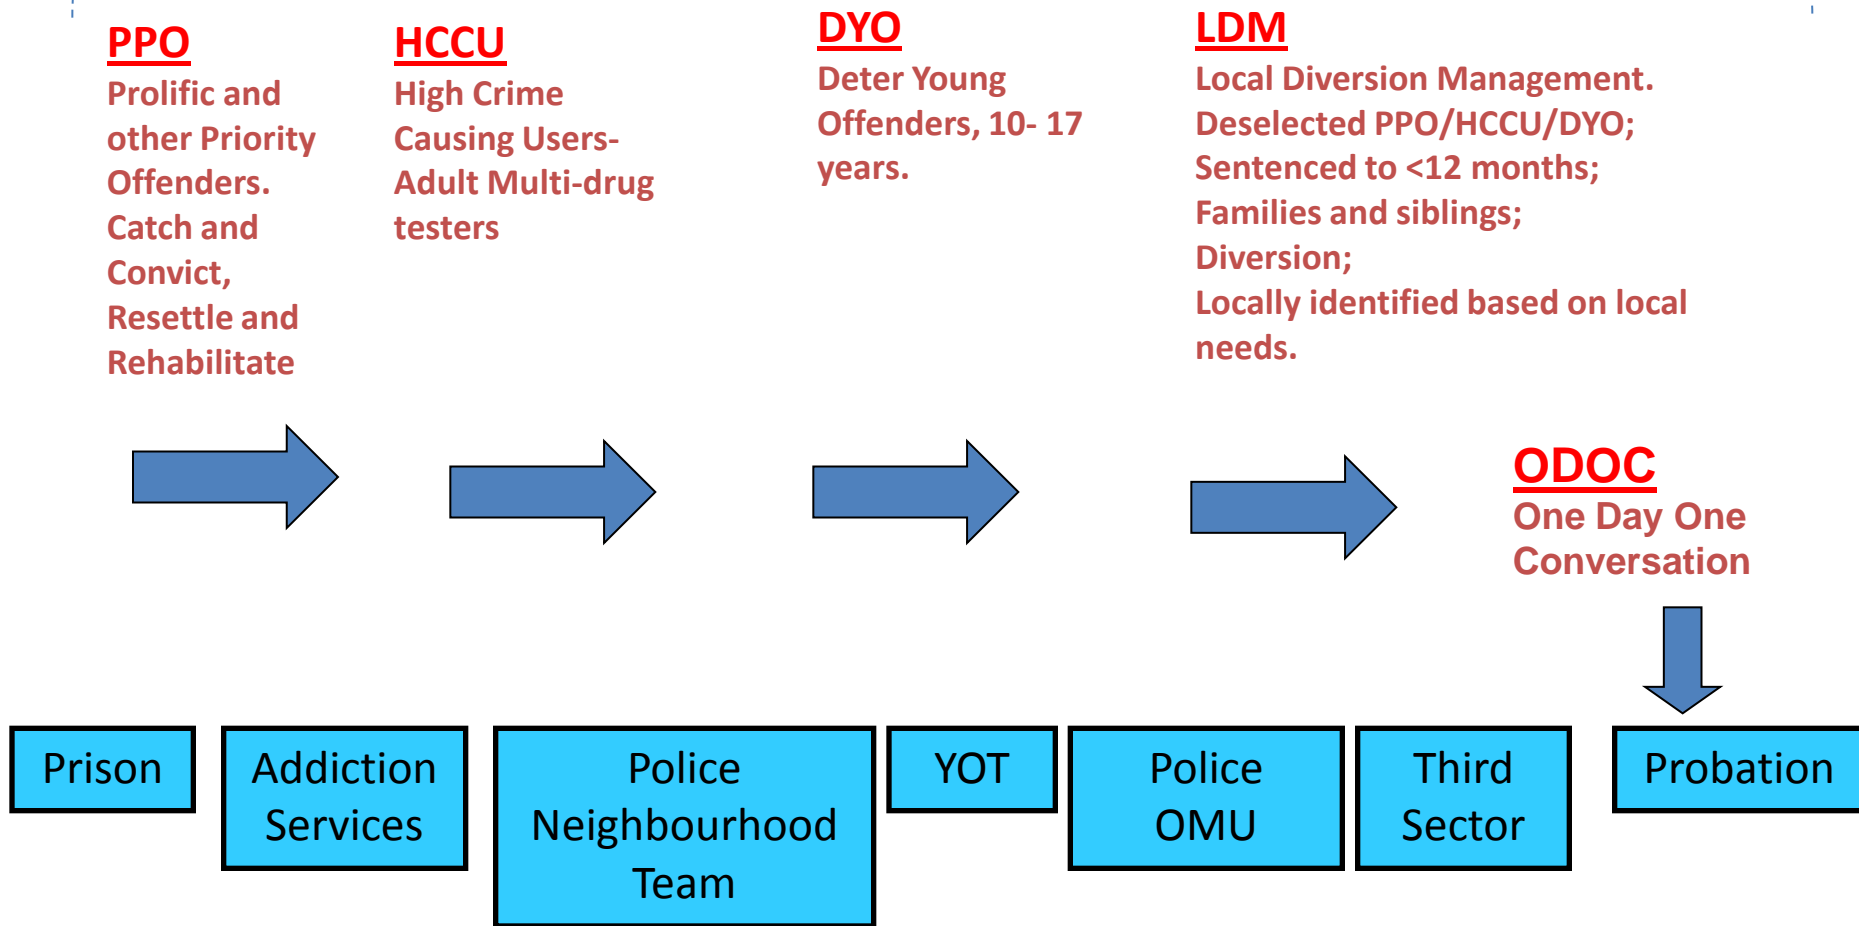 PPO
Prolific and
other Priority
Offenders.
Catch and
Convict,
Resettle and
Rehabilitate
HCCU
High Crime
Causing Users-
Adult Multi-drug
testers
DYO
Deter Young
Offenders, 10- 17
years.
LDM
Local Diversion Management.
Deselected PPO/HCCU/DYO;
Sentenced to <12 months;
Families and siblings;
Diversion;
Locally identified based on local
needs.
ODOC
One Day One
Conversation
Prison
Addiction
Services
Police
Neighbourhood
Team
YOT
Police
OMU
Third
Sector
Probation